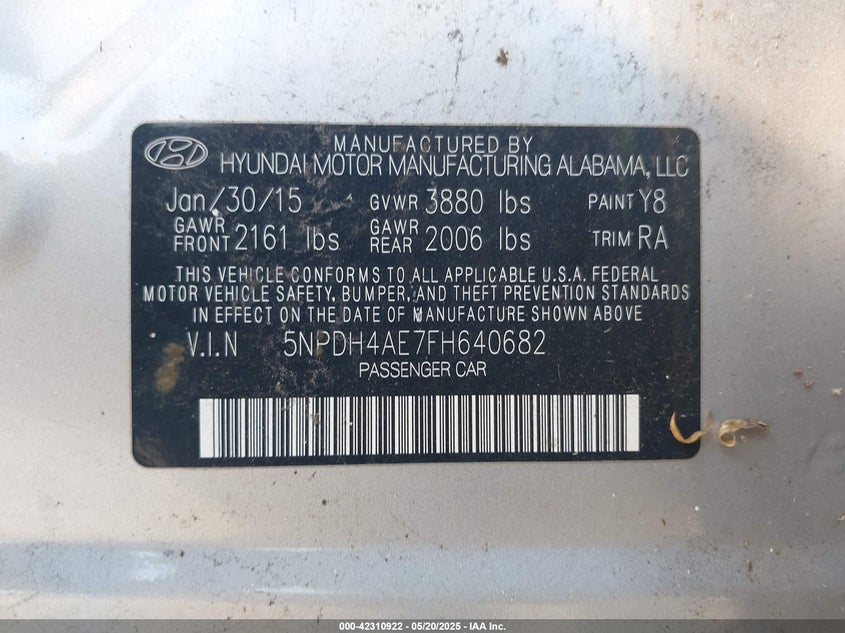 MANUFACTURED BY
HYUNDAI MOTOR MANUFACTURING ALABAMA, LLC
Jan/30/15 GVWR 3880 lbs PAINT Y8
GAWR FRONT 2161 lbs GAWR REAR 2006 lbs TRIM RA
THIS VEHICLE CONFORMS TO ALL APPLICABLE U.S.A. FEDERAL
MOTOR VEHICLE SAFETY, BUMPER, AND THEFT PREVENTION STANDARDS
IN EFFECT ON THE DATE OF MANUFACTURE SHOWN ABOVE
V.I.N 5NPDH4AE7FH640682
PASSENGER CAR
000-42310922 — 05/20/2025 — IAA Inc.